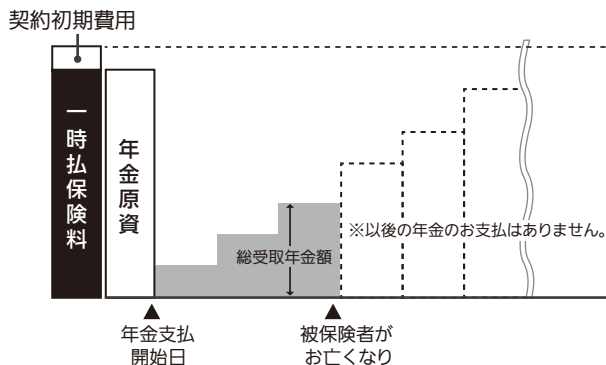 契約初期費用
一時払保険料
年金原資
※以後の年金のお支払はありません。
総受取年金額
年金支払
開始日
被保険者が
お亡くなり